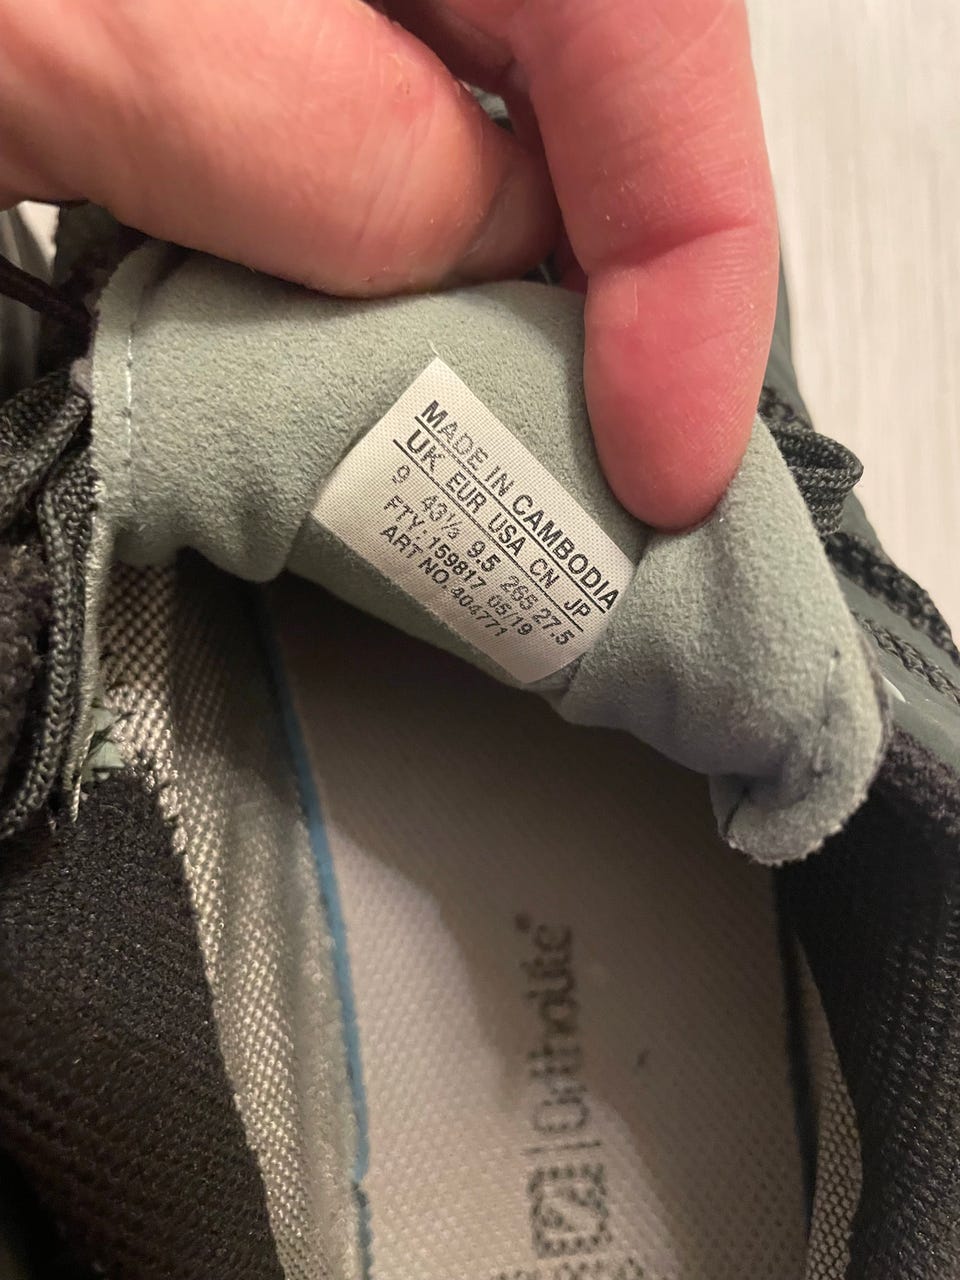 MADE IN CAMBODIA
UK EUR USA CN JP
9 43⅓ 9.5 265 27.5
FTY: 159817 05/19
ART NO.804771
Ortholite®